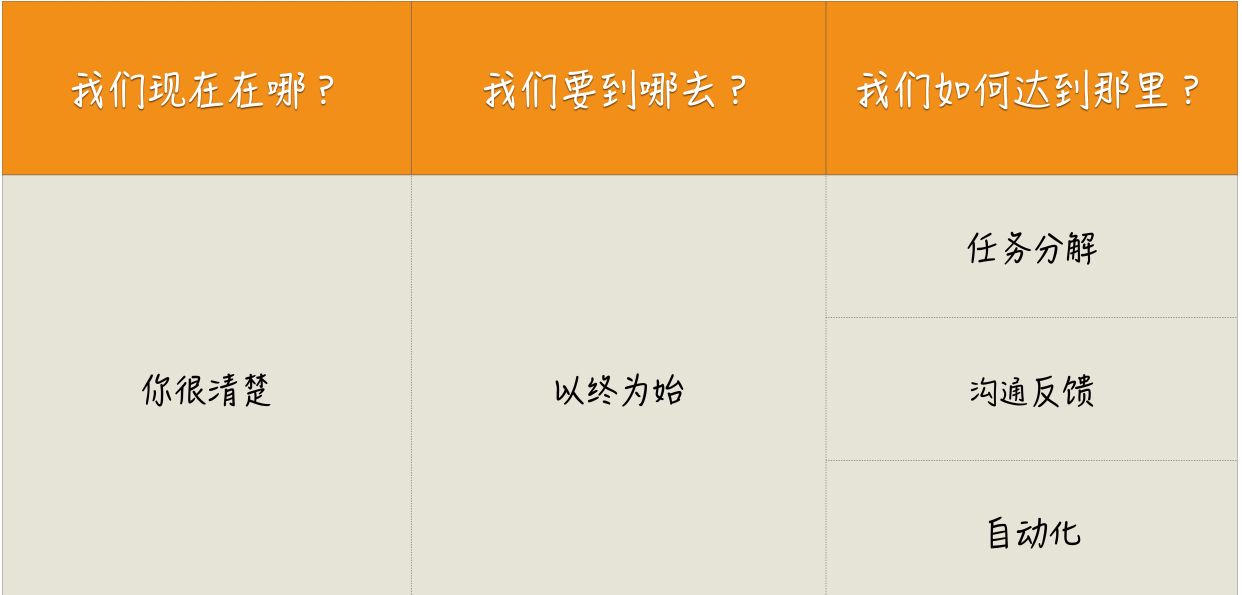 我们现在在哪？
我们要到哪去？
我们如何达到那里？
你很清楚
以终为始
任务分解
沟通反馈
自动化